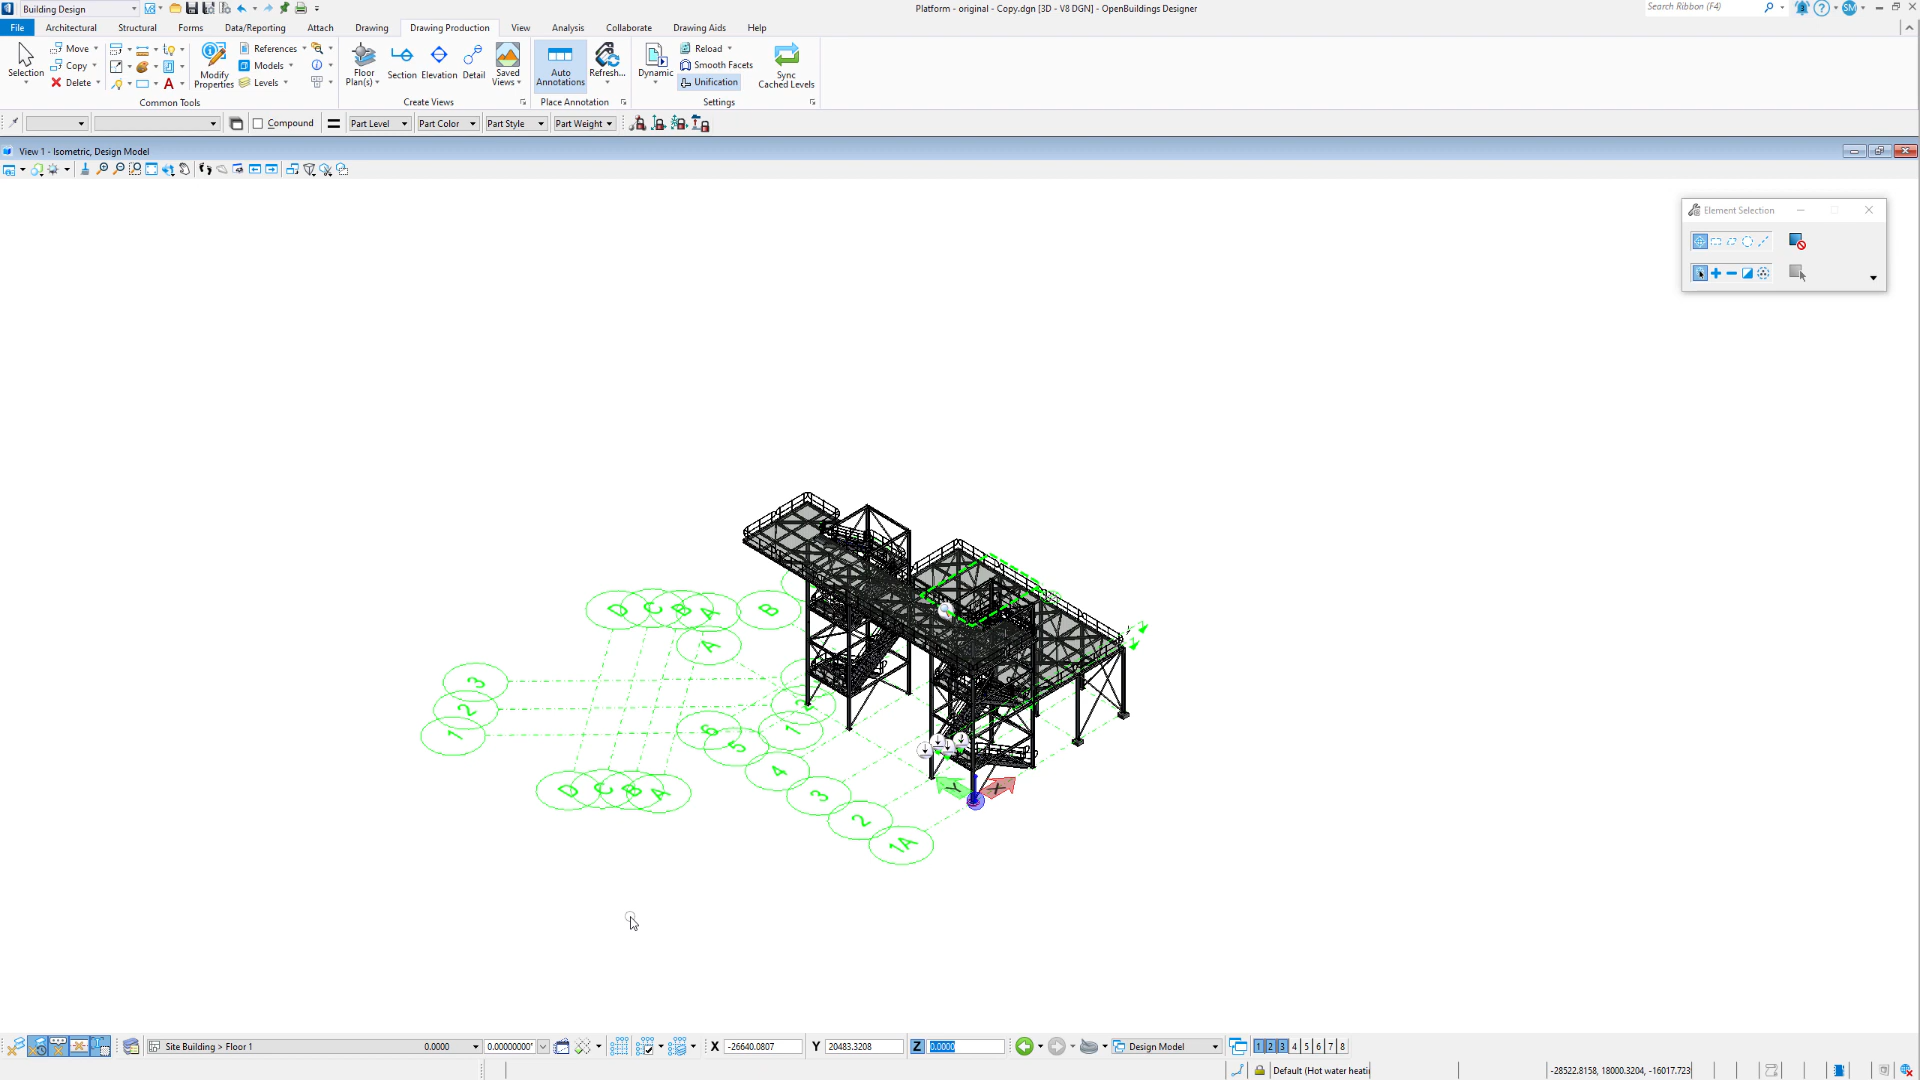 Building Design
Platform - original - Copy.dgn [3D - V8 DGN] - OpenBuildings Designer
Search Ribbon (F4)
SM
File
Architectural
Structural
Forms
Data/Reporting
Attach
Drawing
Drawing Production
View
Analysis
Collaborate
Drawing Aids
Help
Selection
Move
Copy
Delete
Modify
Properties
References
Models
Levels
Common Tools
Floor
Plan(s)
Section
Elevation
Detail
Saved
Views
Create Views
Auto
Annotations
Refresh...
Place Annotation
Dynamic
Reload
Smooth Facets
Unification
Settings
Sync
Cached Levels
Compound
Part Level
Part Color
Part Style
Part Weight
View 1 - Isometric, Design Model
Element Selection
D
C
B
A
B
A
3
2
1
D
C
B
A
6
5
4
3
2
1A
1
2
Y
X
Site Building > Floor 1
0.0000
0.00000000°
X
-26640.0807
Y
20483.3208
Z
0.0000
Design Model
1 2 3 4 5 6 7 8
Default (Hot water heatin
-28522.8158, 18000.3204, -16017.723